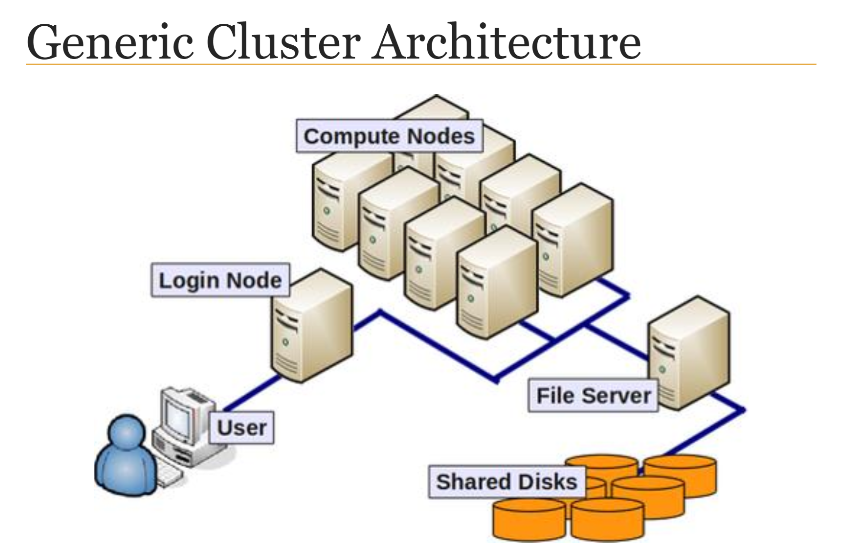 Generic Cluster Architecture
Compute Nodes
Login Node
File Server
User
Shared Disks